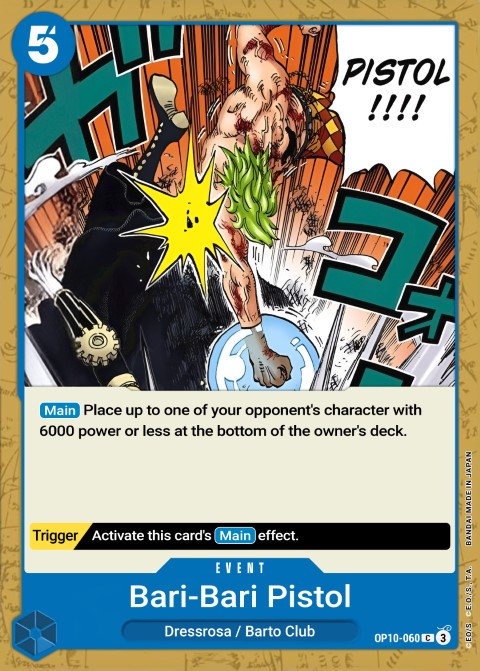 5
PISTOL
!!!!
Main Place up to one of your opponent's character with
6000 power or less at the bottom of the owner's deck.
Trigger Activate this card's Main effect.
EVENT
Bari-Bari Pistol
Dressrosa / Barto Club
OP10-060 C 3
©E.O./S. ©E.O./S.,T.A. BANDAI MADE IN JAPAN